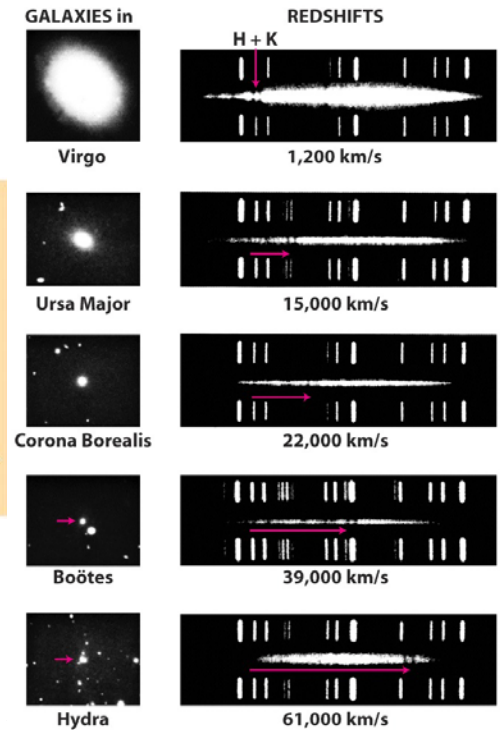 GALAXIES in REDSHIFTS
H + K
Virgo 1,200 km/s
Ursa Major 15,000 km/s
Corona Borealis 22,000 km/s
Boötes 39,000 km/s
Hydra 61,000 km/s